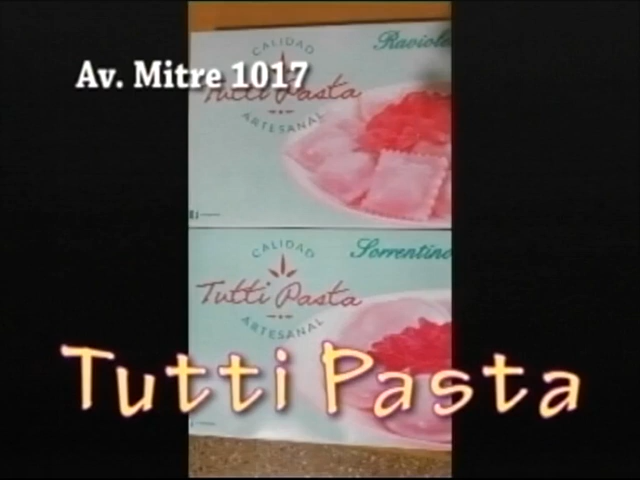 Av. Mitre 1017
CALIDAD
Raviole
Tutti Pasta
ARTESANAL
CALIDAD
Sorrentino
Tutti Pasta
ARTESANAL
Tutti Pasta